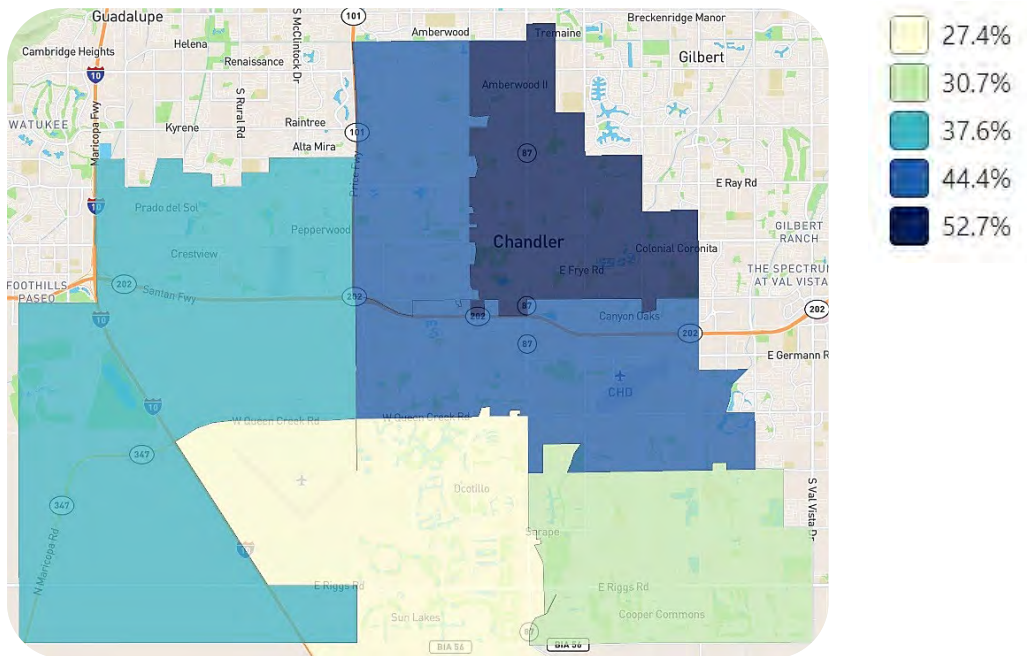 Guadalupe
101
S McClintock Dr
Amberwood
Tremaine
Breckenridge Manor
Cambridge Heights
Helena
Renaissance
Gilbert
10
Amberwood II
S Rural Rd
WATUKEE
Maricopa Fwy
Kyrene
Raintree
101
Alta Mira
87
Price Fwy
E Ray Rd
10
Prado del Sol
Pepperwood
GILBERT
RANCH
Crestview
Chandler
Colonial Coronita
THE SPECTRUM
AT VAL VISTA
E Frye Rd
FOOTHILLS
PASEO
202
Santan Fwy
202
87
202
Canyon Oaks
202
202
10
87
E Germann R
CHD
10
W Queen Creek Rd
W Queen Creek Rd
347
Ocotillo
S Val Vista Dr
347
N Maricopa Rd
10
E Riggs Rd
E Riggs Rd
Sun Lakes
Cooper Commons
87
BIA 56
BIA 56
27.4%
30.7%
37.6%
44.4%
52.7%